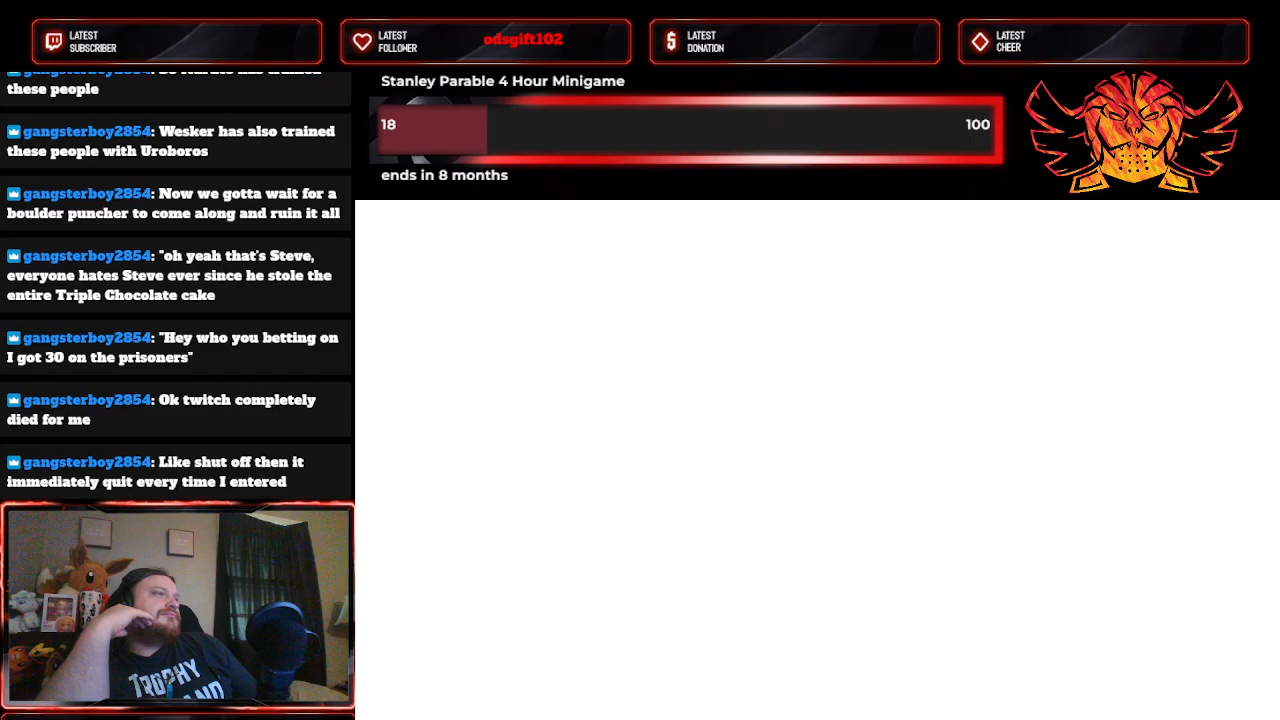 LATEST
SUBSCRIBER
LATEST
FOLLOWER
odsgift102
LATEST
DONATION
LATEST
CHEER
these people
gangsterboy2854: Wesker has also trained
these people with Uroboros
gangsterboy2854: Now we gotta wait for a
boulder puncher to come along and ruin it all
gangsterboy2854: "oh yeah that's Steve,
everyone hates Steve ever since he stole the
entire Triple Chocolate cake
gangsterboy2854: "Hey who you betting on
I got 30 on the prisoners"
gangsterboy2854: Ok twitch completely
died for me
gangsterboy2854: Like shut off then it
immediately quit every time I entered
Stanley Parable 4 Hour Minigame
18
100
ends in 8 months
TROPHY